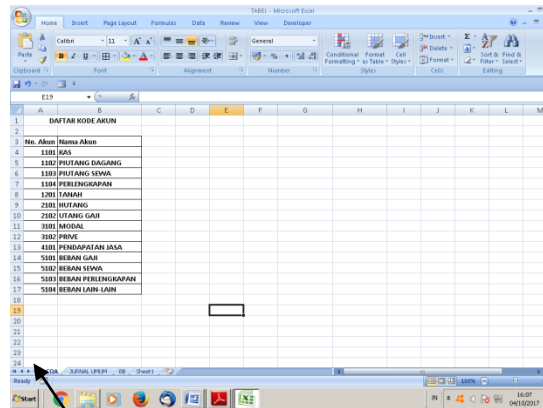 TABEL - Microsoft Excel
Home Insert Page Layout Formulas Data Review View Developer
Calibri 11 General
Paste Conditional Formatting Format as Table Cell Styles Insert Delete Format Sort & Filter Find & Select
Clipboard Font Alignment Number Styles Cells Editing
E19 fx
A B C D E F G H I J K L M
1 DAFTAR KODE AKUN
2
3 No. Akun Nama Akun
4 1101 KAS
5 1102 PIUTANG DAGANG
6 1103 PIUTANG SEWA
7 1104 PERLENGKAPAN
8 1201 TANAH
9 2101 HUTANG
10 2102 UTANG GAJI
11 3101 MODAL
12 3102 PRIVE
13 4101 PENDAPATAN JASA
14 5101 BEBAN GAJI
15 5102 BEBAN SEWA
16 5103 BEBAN PERLENGKAPAN
17 5104 BEBAN LAIN-LAIN
18
19
20
21
22
23
24
JURNAL UMUM BB Sheet1
Ready 100%
Start IN 16:07
04/10/2017